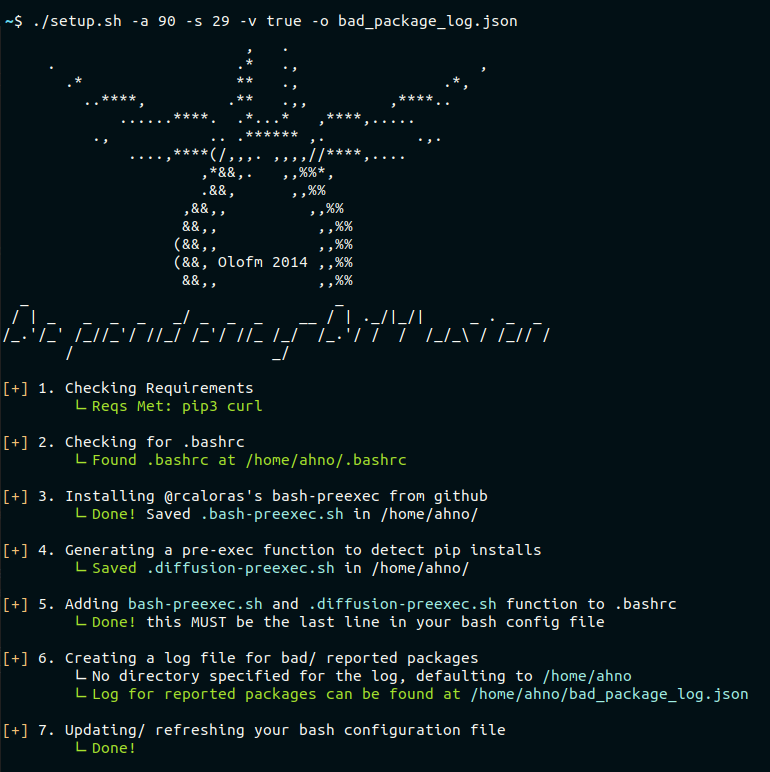 ~$ ./setup.sh -a 90 -s 29 -v true -o bad_package_log.json
Olofm 2014
[+] 1. Checking Requirements
Reqs Met: pip3 curl
[+] 2. Checking for .bashrc
Found .bashrc at /home/ahno/.bashrc
[+] 3. Installing @rcaloras's bash-preexec from github
Done! Saved .bash-preexec.sh in /home/ahno/
[+] 4. Generating a pre-exec function to detect pip installs
Saved .diffusion-preexec.sh in /home/ahno/
[+] 5. Adding bash-preexec.sh and .diffusion-preexec.sh function to .bashrc
Done! this MUST be the last line in your bash config file
[+] 6. Creating a log file for bad/ reported packages
No directory specified for the log, defaulting to /home/ahno
Log for reported packages can be found at /home/ahno/bad_package_log.json
[+] 7. Updating/ refreshing your bash configuration file
Done!